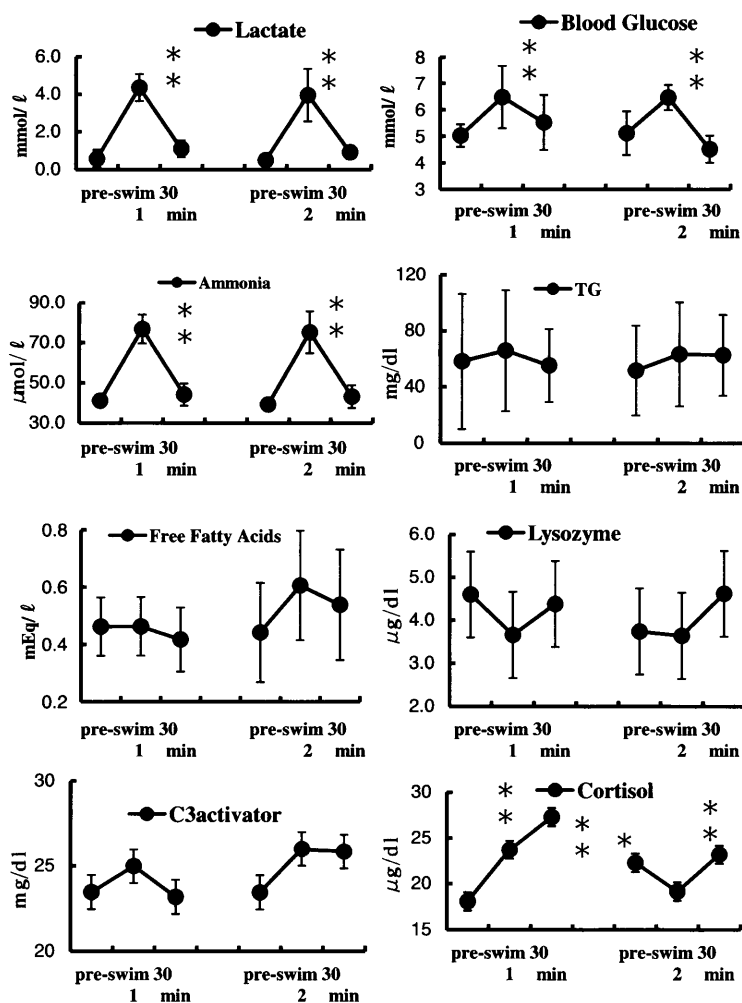 Lactate
mmol/ℓ
6.0
4.0
2.0
0.0
* *
* *
pre-swim 30
1 min
pre-swim 30
2 min
Blood Glucose
mmol/ℓ
8
7
6
5
4
3
* *
* *
pre-swim 30
1 min
pre-swim 30
2 min
Ammonia
μmol/ℓ
90.0
70.0
50.0
30.0
* *
* *
pre-swim 30
1 min
pre-swim 30
2 min
TG
mg/dl
120
80
40
0
pre-swim 30
1 min
pre-swim 30
2 min
Free Fatty Acids
mEq/ℓ
0.8
0.6
0.4
0.2
pre-swim 30
1 min
pre-swim 30
2 min
Lysozyme
μg/dl
6.0
5.0
4.0
3.0
2.0
pre-swim 30
1 min
pre-swim 30
2 min
C3activator
mg/dl
30
25
20
pre-swim 30
1 min
pre-swim 30
2 min
Cortisol
μg/dl
30
25
20
15
* *
* *
*
* *
pre-swim 30
1 min
pre-swim 30
2 min